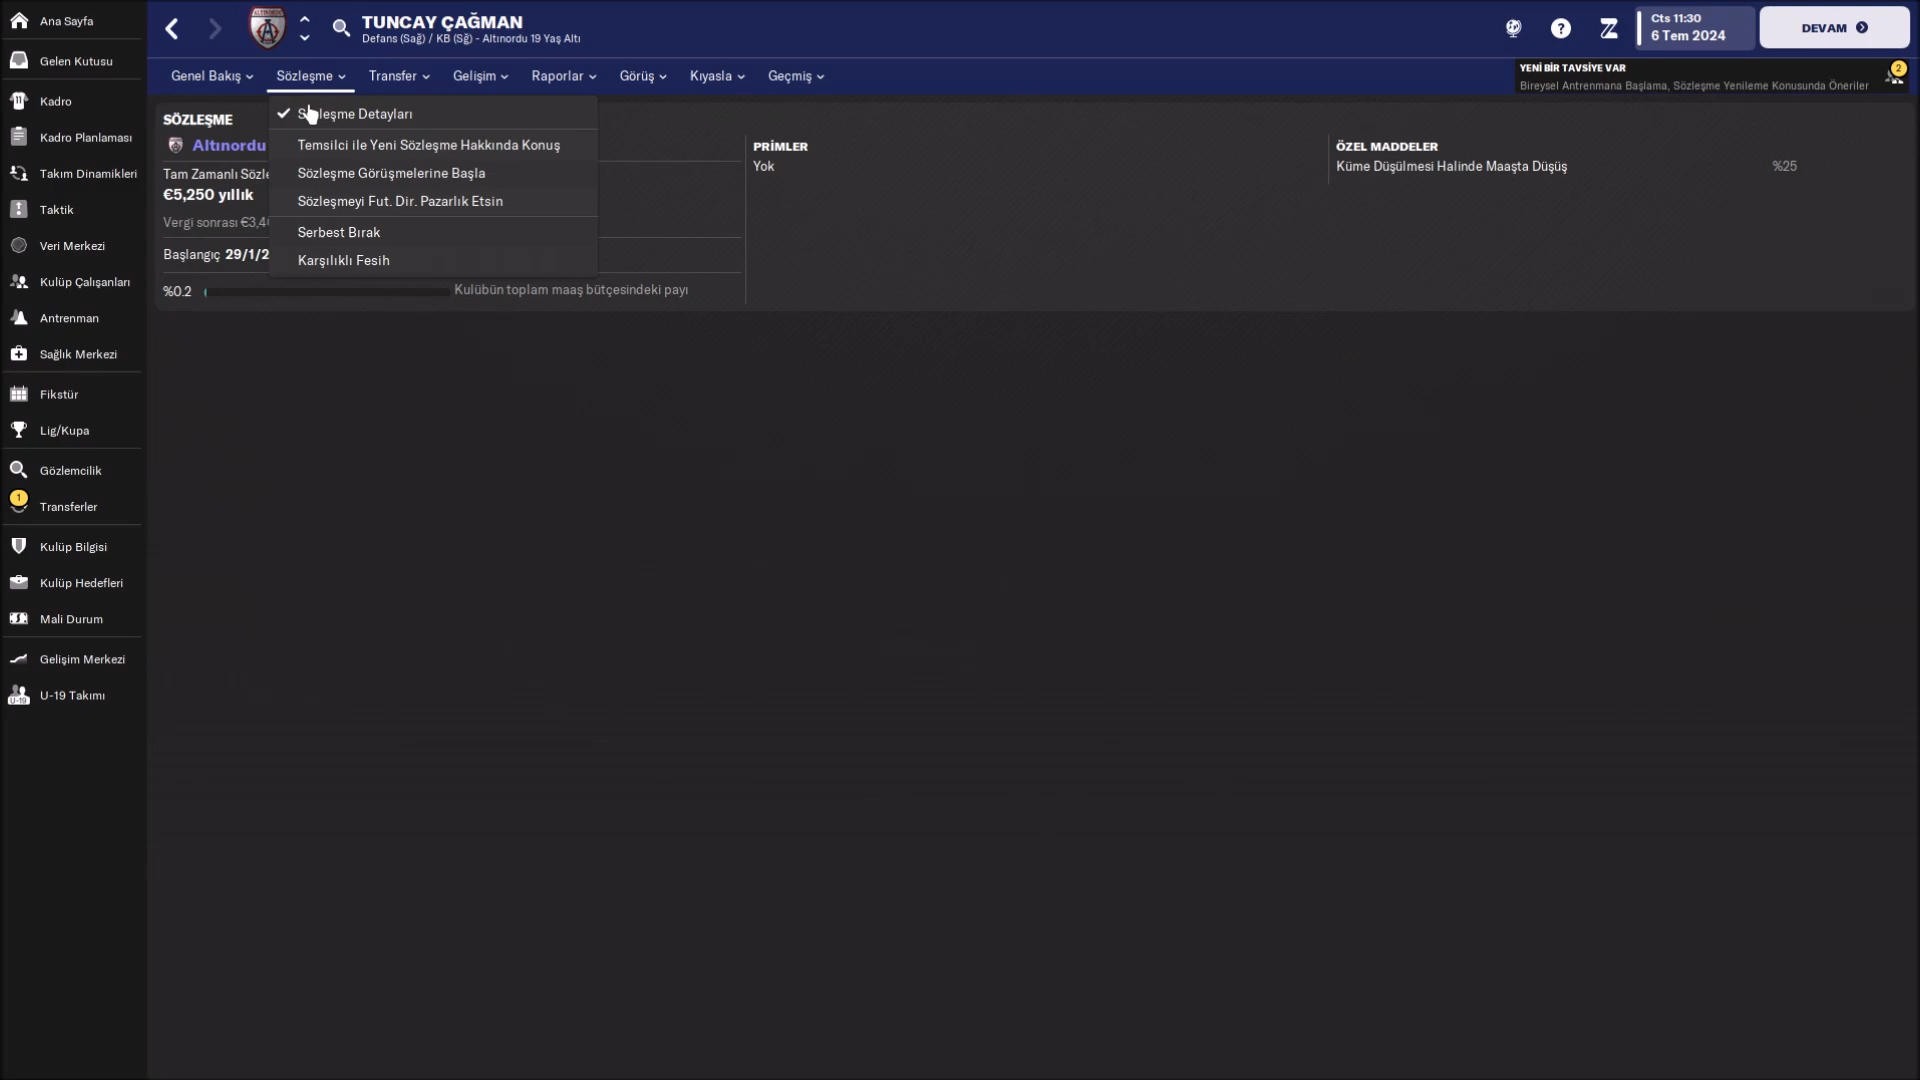 Ana Sayfa
Gelen Kutusu
Kadro
Kadro Planlaması
Takım Dinamikleri
Taktik
Veri Merkezi
Kulüp Çalışanları
Antrenman
Sağlık Merkezi
Fikstür
Lig/Kupa
Gözlemcilik
1
Transferler
Kulüp Bilgisi
Kulüp Hedefleri
Mali Durum
Gelişim Merkezi
U-19 Takımı
TUNCAY ÇAĞMAN
Defans (Sağ) / KB (Sğ) - Altınordu 19 Yaş Altı
Cts 11:30
6 Tem 2024
DEVAM
Genel Bakış
Sözleşme
Transfer
Gelişim
Raporlar
Görüş
Kıyasla
Geçmiş
YENİ BİR TAVSİYE VAR
Bireysel Antrenmana Başlama, Sözleşme Yenileme Konusunda Öneriler
2
SÖZLEŞME
Altınordu
Tam Zamanlı Sözle
€5,250 yıllık
Vergi sonrası €3,4
Başlangıç 29/1/2
%0.2
Kulübün toplam maaş bütçesindeki payı
Sözleşme Detayları
Temsilci ile Yeni Sözleşme Hakkında Konuş
Sözleşme Görüşmelerine Başla
Sözleşmeyi Fut. Dir. Pazarlık Etsin
Serbest Bırak
Karşılıklı Fesih
PRİMLER
Yok
ÖZEL MADDELER
Küme Düşülmesi Halinde Maaşta Düşüş
%25